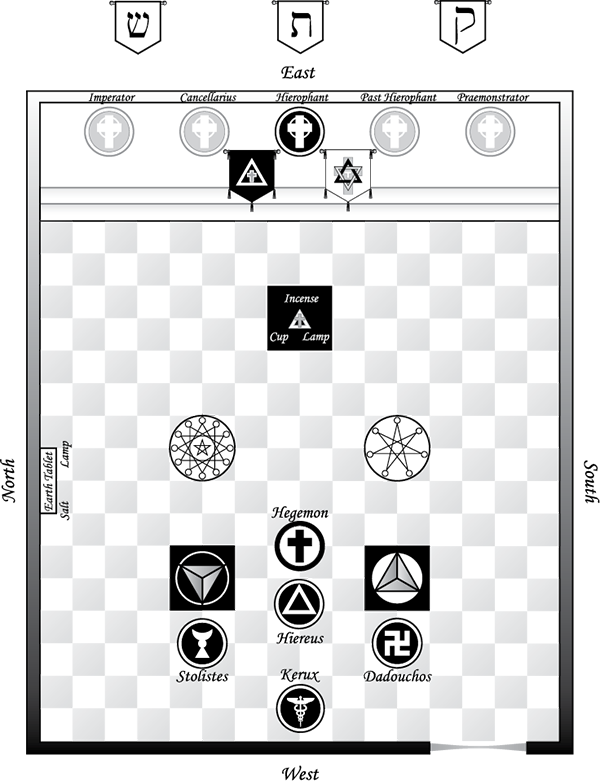 ש ת ק
East
Imperator Cancellarius Hierophant Past Hierophant Praemonstrator
Incense
Cup Lamp
North
Earth Tablet
Lamp
Salt
South
Hegemon
Hiereus
Stolistes
Dadouchos
Kerux
West